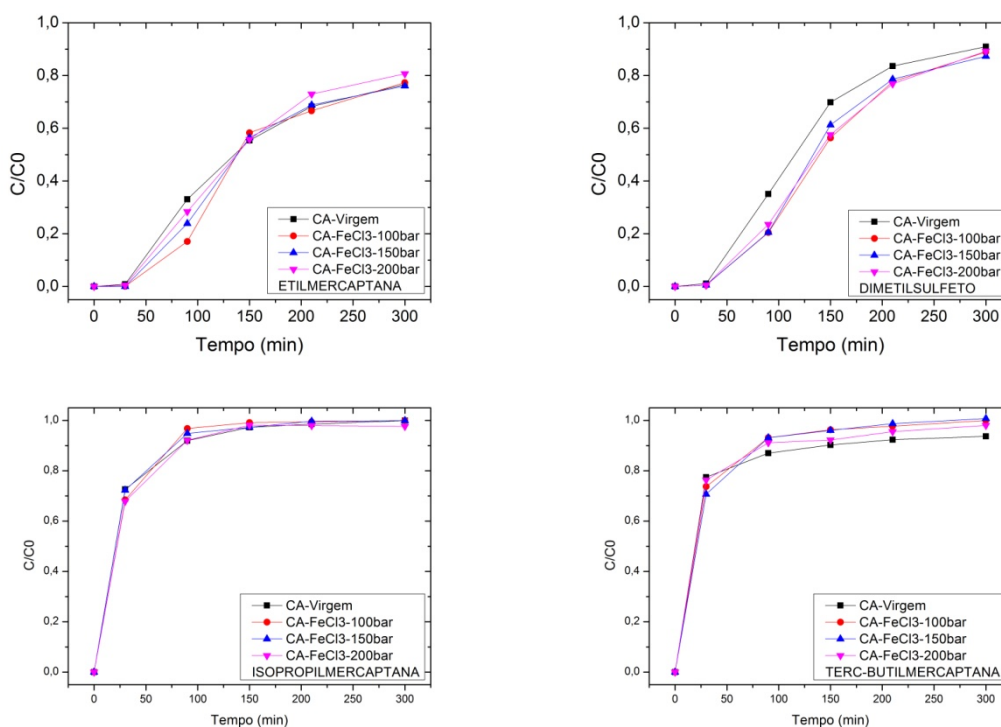 1,0
0,8
0,6
0,4
0,2
0,0
C/C0
CA-Virgem
CA-FeCl3-100bar
CA-FeCl3-150bar
CA-FeCl3-200bar
ETILMERCAPTANA
0 50 100 150 200 250 300
Tempo (min)
1,0
0,8
0,6
0,4
0,2
0,0
C/C0
CA-Virgem
CA-FeCl3-100bar
CA-FeCl3-150bar
CA-FeCl3-200bar
DIMETILSULFETO
0 50 100 150 200 250 300
Tempo (min)
1,0
0,8
0,6
0,4
0,2
0,0
C/C0
CA-Virgem
CA-FeCl3-100bar
CA-FeCl3-150bar
CA-FeCl3-200bar
ISOPROPILMERCAPTANA
0 50 100 150 200 250 300
Tempo (min)
1,0
0,8
0,6
0,4
0,2
0,0
C/C0
CA-Virgem
CA-FeCl3-100bar
CA-FeCl3-150bar
CA-FeCl3-200bar
TERC-BUTILMERCAPTANA
0 50 100 150 200 250 300
Tempo (min)